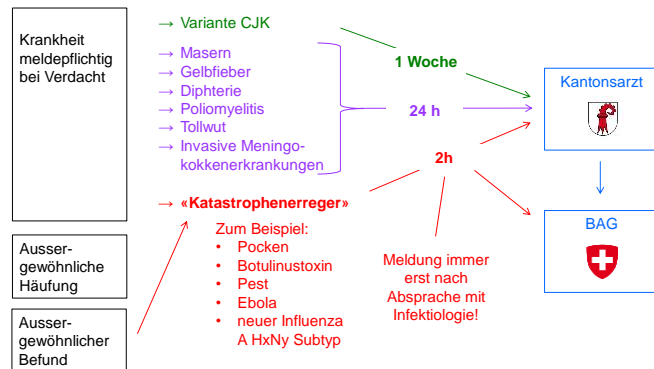 Krankheit
meldepflichtig
bei Verdacht
→ Variante CJK
→ Masern
→ Gelbfieber
→ Diphterie
→ Poliomyelitis
→ Tollwut
→ Invasive Meningo-
kokkenerkrankungen
→ «Katastrophenerreger»
Zum Beispiel:
• Pocken
• Botulinustoxin
• Pest
• Ebola
• neuer Influenza
A HxNy Subtyp
1 Woche
24 h
2h
Meldung immer
erst nach
Absprache mit
Infektiologie!
Kantonsarzt
BAG
Ausser-
gewöhnliche
Häufung
Ausser-
gewöhnlicher
Befund